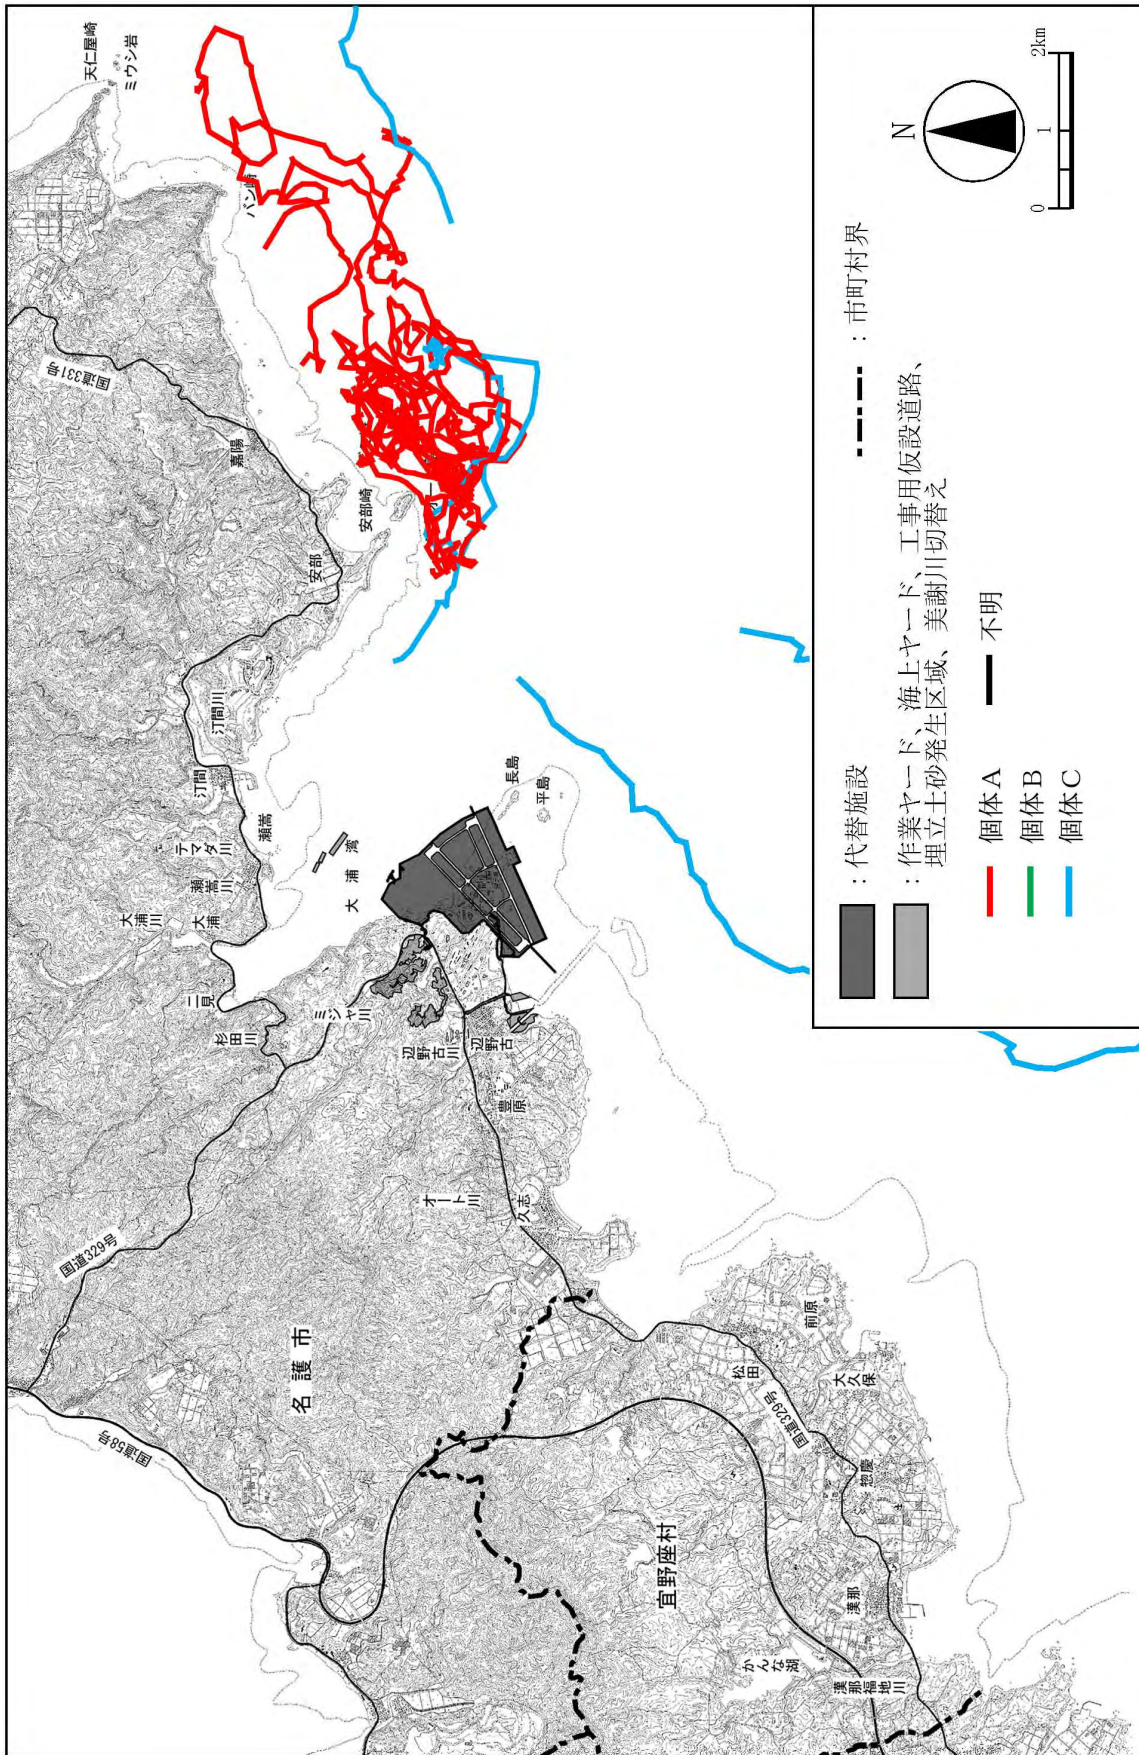 天仁屋崎
ミウシ岩
バン崎
国道331号
嘉陽
安部崎
安部
汀間川
汀間
テマダ川
瀬嵩
瀬嵩川
大浦川
大浦
大浦湾
二見
杉田川
ミジャ川
長島
平島
辺野古川
辺野古
豊原
国道329号
オート川
久志
名護市
国道58号
前原
松田
大久保
国道329号
惣慶
宜野座村
漢那
かんな湖
漢那福地川
：代替施設
：市町村界
：作業ヤード、海上ヤード、工事用仮設道路、
埋立土砂発生区域、美謝川切替え
個体A
不明
個体B
個体C
N
0 1 2km